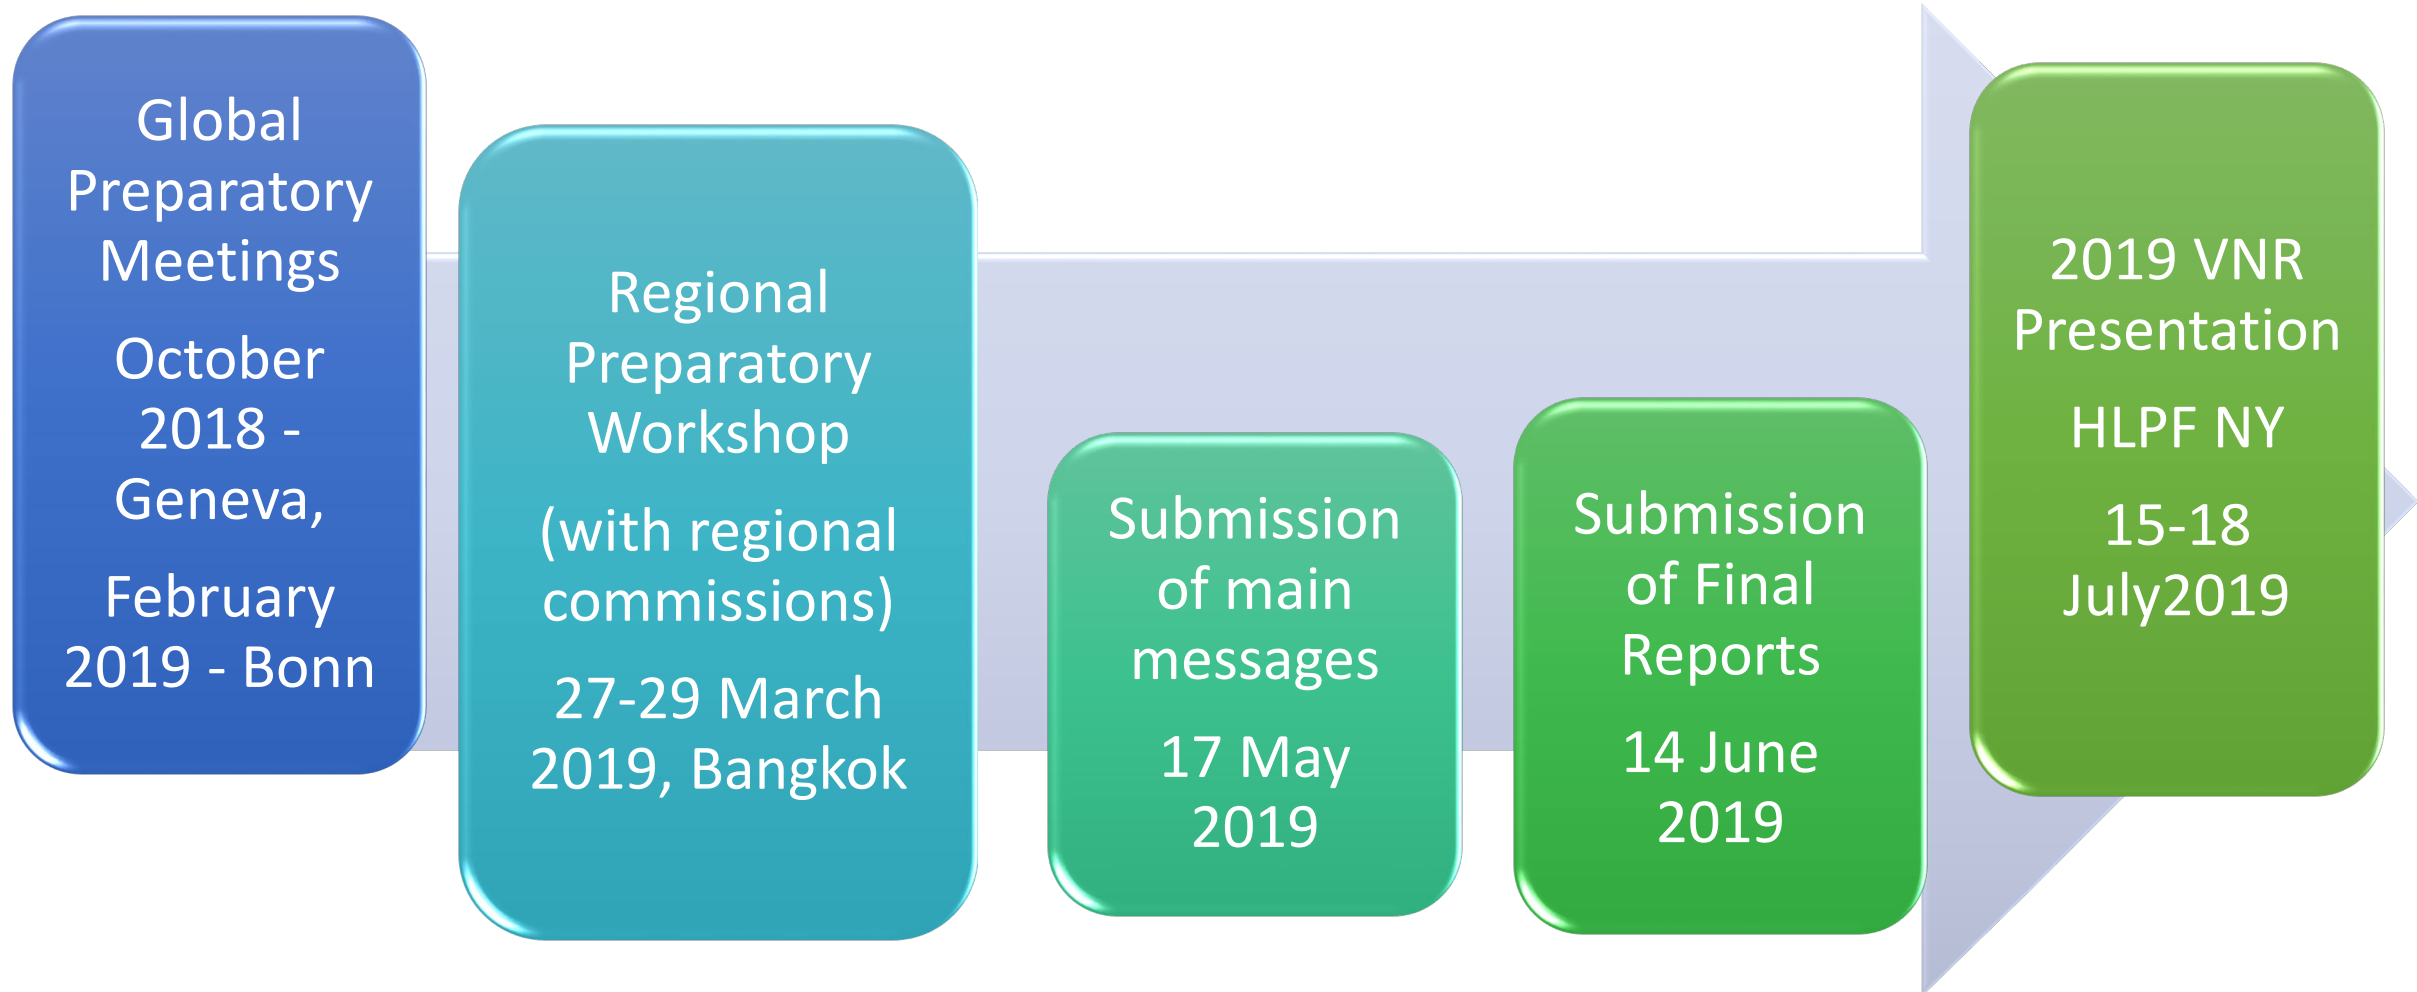 Global
Preparatory
Meetings
October
2018 -
Geneva,
February
2019 - Bonn
Regional
Preparatory
Workshop
(with regional
commissions)
27-29 March
2019, Bangkok
Submission
of main
messages
17 May
2019
Submission
of Final
Reports
14 June
2019
2019 VNR
Presentation
HLPF NY
15-18
July2019